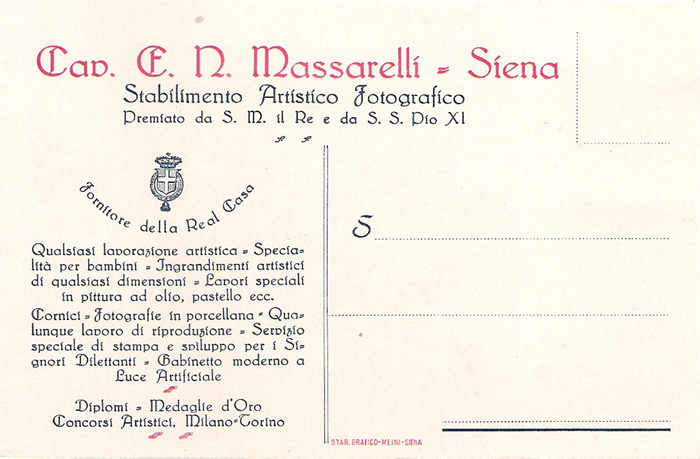 Cav. E. N. Massarelli = Siena
Stabilimento Artistico Fotografico
Premiato da S. M. il Re e da S. S. Pio XI
Fornitore della Real Casa
Qualsiasi lavorasione artistica = Specia=
lità per bambini = Ingrandimenti artistici
di qualsiasi dimensioni = Lavori speciali
in pittura ad olio, pastello ecc.
Cornici = Fotografie in porcellana = Qua=
lunque lavoro di riproduzione = Servizio
speciale di stampa e sviluppo per i Si=
gnori Dilettanti = Gabinetto moderno a
Luce Artificiale
Diplomi = Medaglie d'Oro
Concorsi Artistici, Milano=Torino
S
STAB. GRAFICO-MEINI-SIENA